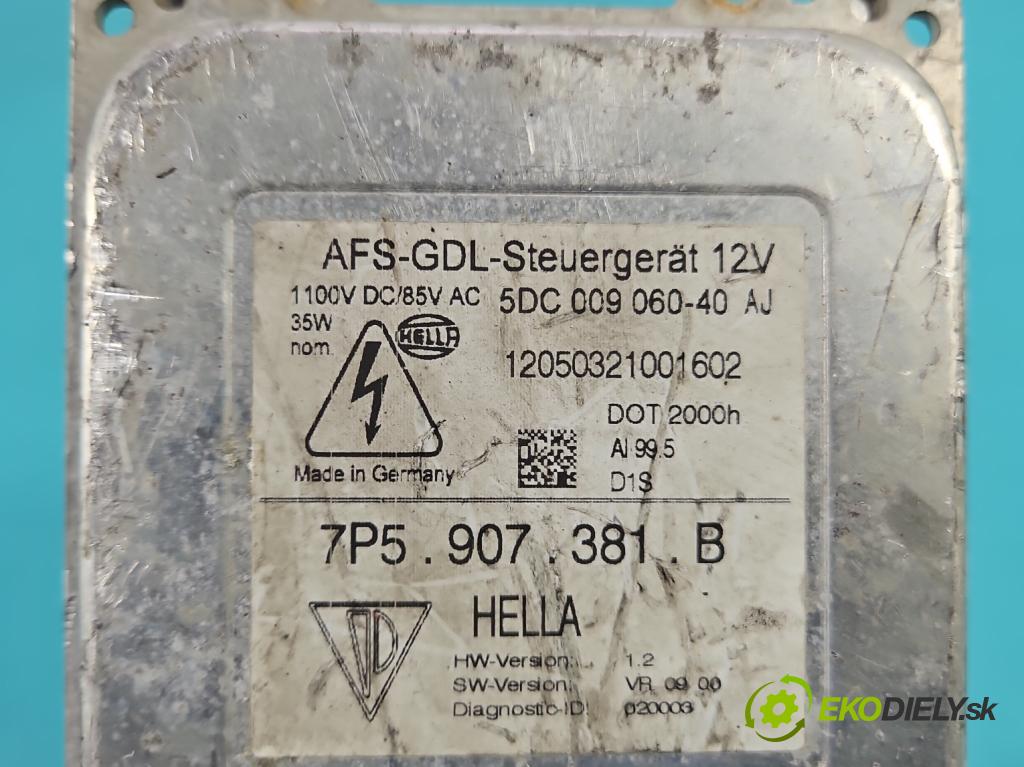 AFS-GDL-Steuergerät 12V
1100V DC/85V AC 5DC 009 060-40 AJ
35W
nom.
HELLA
12050321001602
DOT 2000h
Al 99.5
D1S
Made in Germany
7P5.907.381.B
HELLA
HW-Version: 1.2
SW-Version: VR 09 00
Diagnostic-ID: 020003
EKODIELY.sk